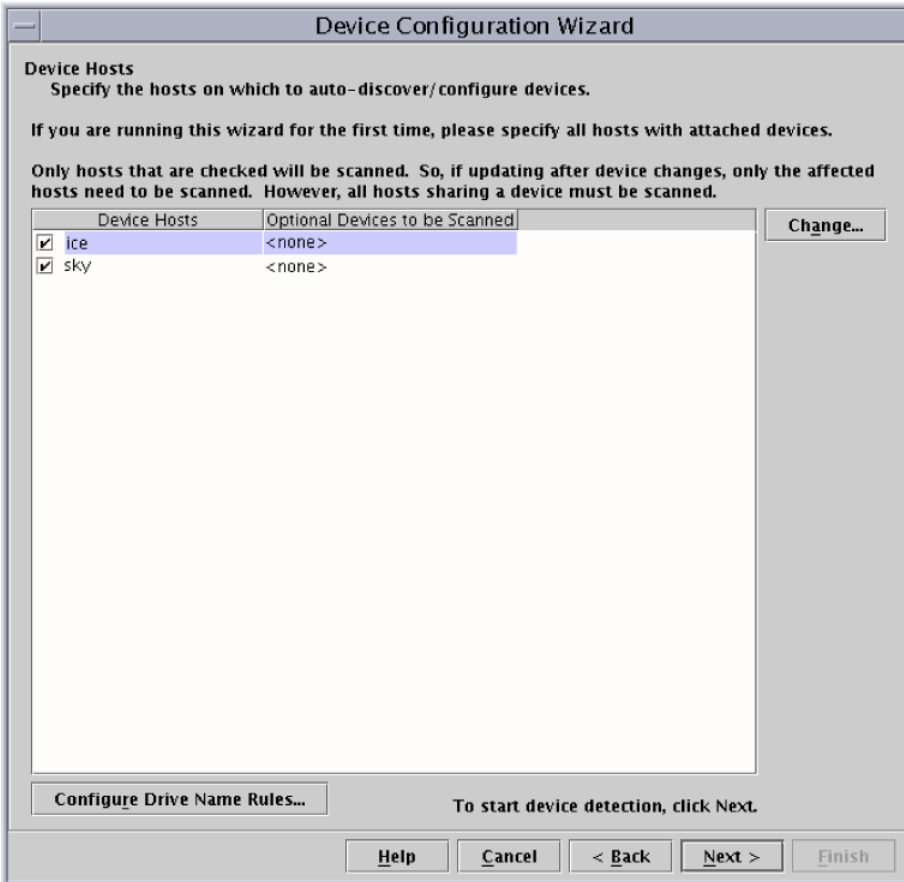 Device Configuration Wizard
Device Hosts
Specify the hosts on which to auto-discover/configure devices.
If you are running this wizard for the first time, please specify all hosts with attached devices.
Only hosts that are checked will be scanned.  So, if updating after device changes, only the affected
hosts need to be scanned.  However, all hosts sharing a device must be scanned.
Device Hosts Optional Devices to be Scanned
Change...
ice <none>
sky <none>
Configure Drive Name Rules...
To start device detection, click Next.
Help Cancel < Back Next > Finish